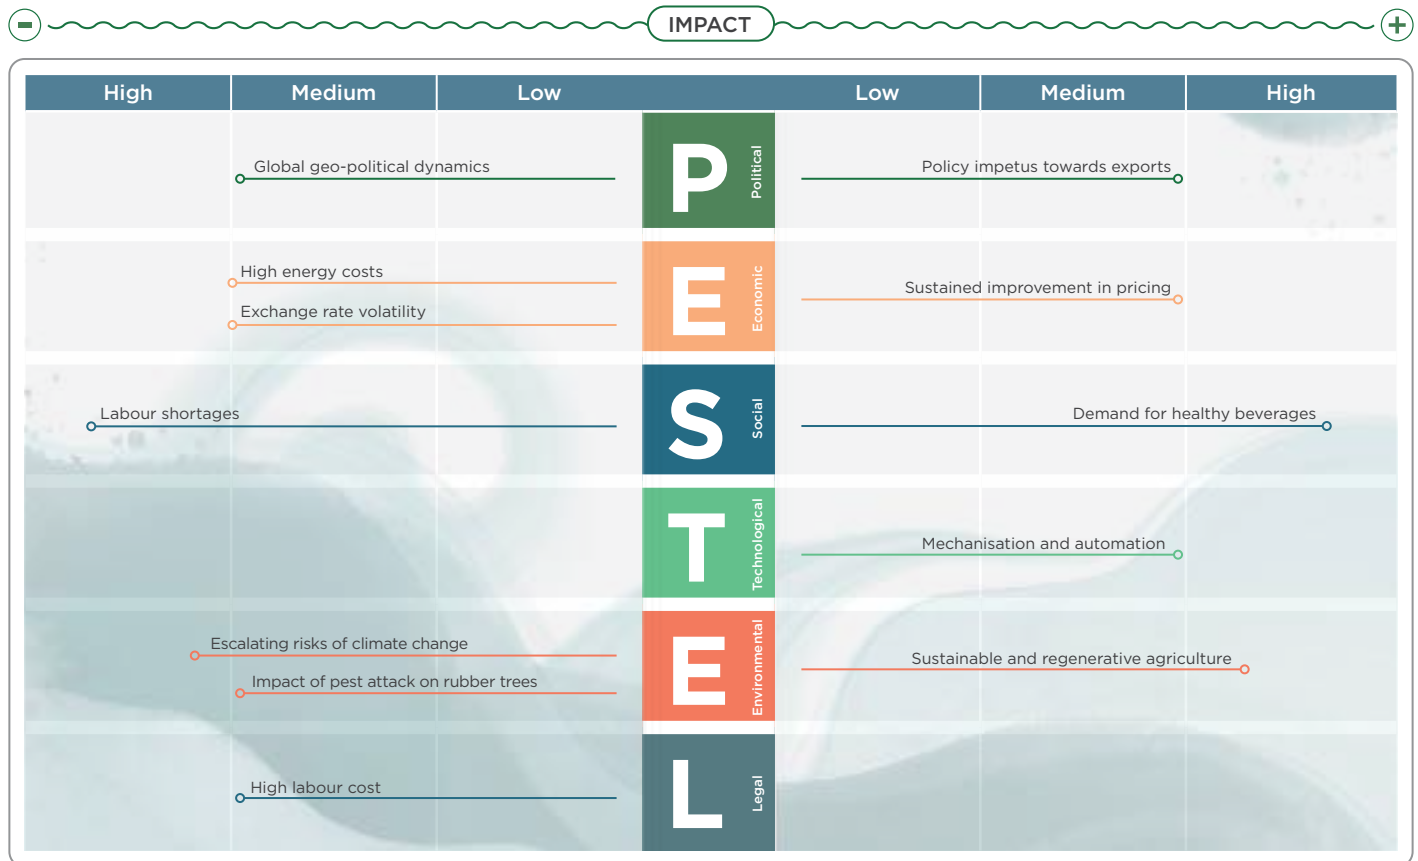 IMPACT
High
Medium
Low
Low
Medium
High
Global geo-political dynamics
P
Political
Policy impetus towards exports
High energy costs
Exchange rate volatility
E
Economic
Sustained improvement in pricing
Labour shortages
S
Social
Demand for healthy beverages
T
Technological
Mechanisation and automation
Escalating risks of climate change
Impact of pest attack on rubber trees
E
Environmental
Sustainable and regenerative agriculture
High labour cost
L
Legal